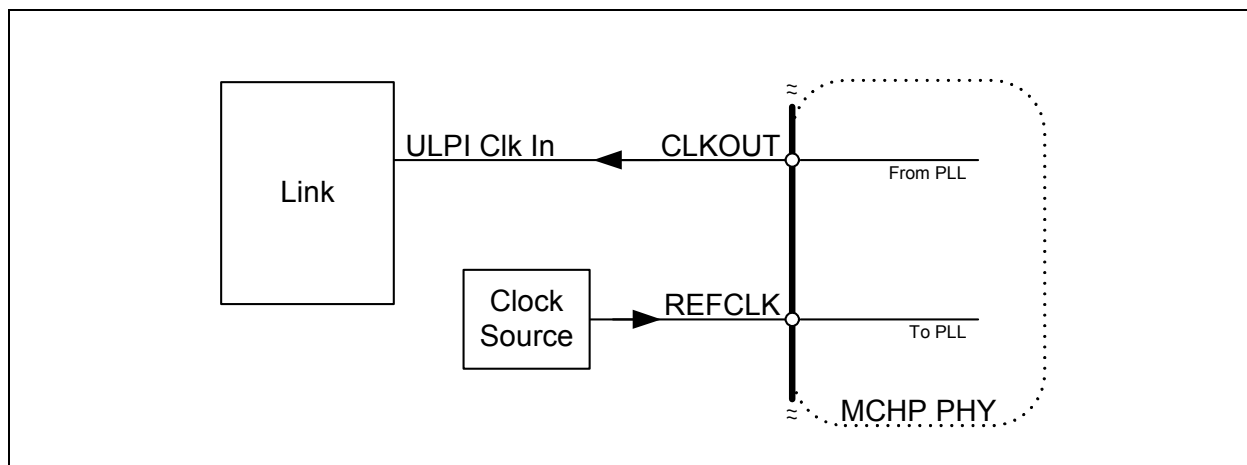 ULPI Clk In
CLKOUT
From PLL
Link
Clock
Source
REFCLK
To PLL
MCHP PHY